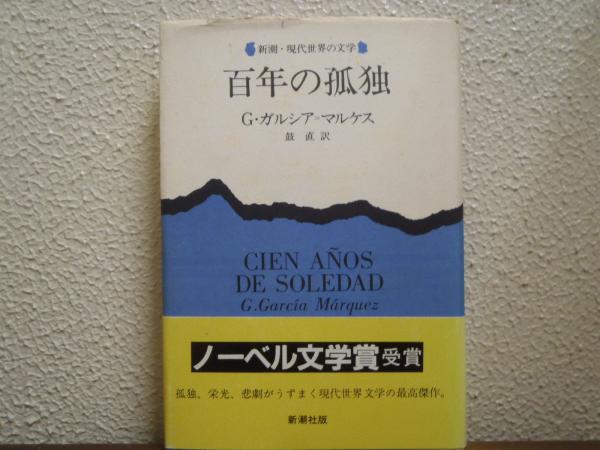 新潮・現代世界の文学
百年の孤独
G・ガルシア=マルケス
鼓 直 訳
CIEN AÑOS
DE SOLEDAD
G.García Márquez
ノーベル文学賞受賞
孤独、栄光、悲劇がうずまく現代世界文学の最高傑作。
新潮社版